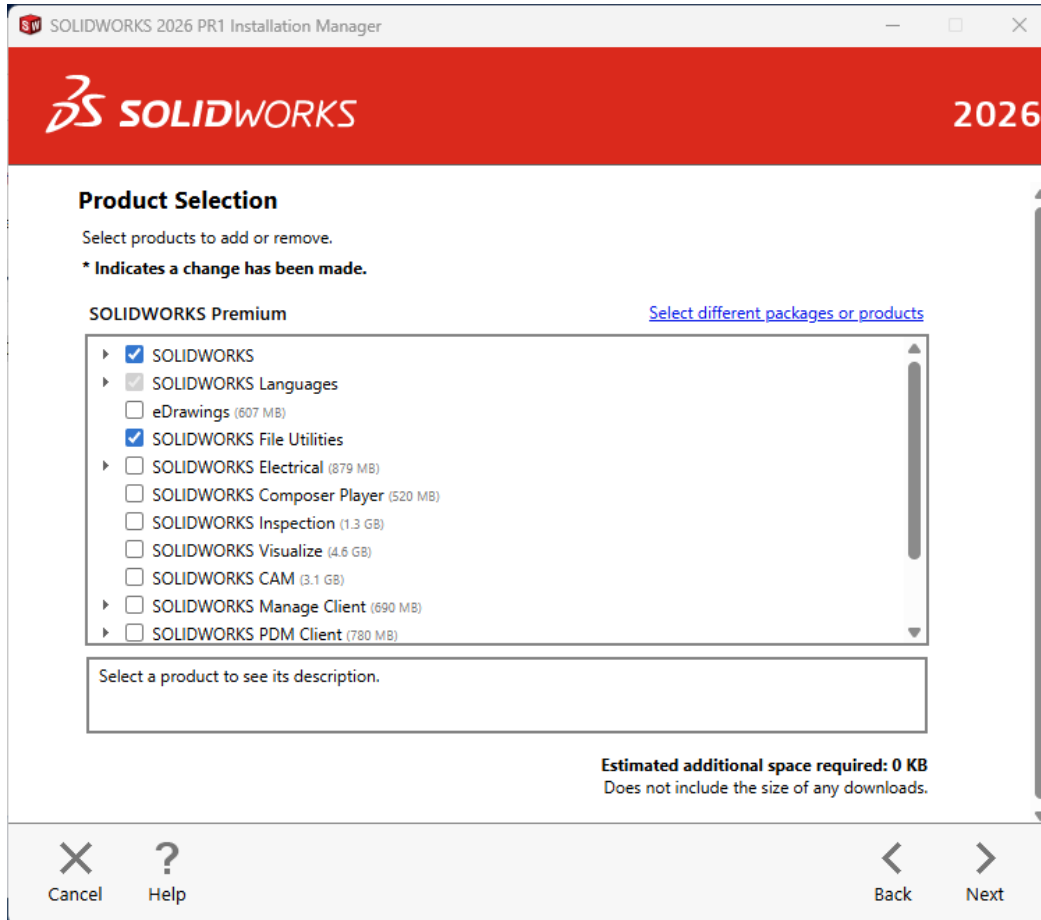 SOLIDWORKS 2026 PR1 Installation Manager
SOLIDWORKS
2026
Product Selection
Select products to add or remove.
* Indicates a change has been made.
SOLIDWORKS Premium
Select different packages or products
SOLIDWORKS
SOLIDWORKS Languages
eDrawings (607 MB)
SOLIDWORKS File Utilities
SOLIDWORKS Electrical (879 MB)
SOLIDWORKS Composer Player (520 MB)
SOLIDWORKS Inspection (1.3 GB)
SOLIDWORKS Visualize (4.6 GB)
SOLIDWORKS CAM (3.1 GB)
SOLIDWORKS Manage Client (690 MB)
SOLIDWORKS PDM Client (780 MB)
Select a product to see its description.
Estimated additional space required: 0 KB
Does not include the size of any downloads.
Cancel
Help
Back
Next